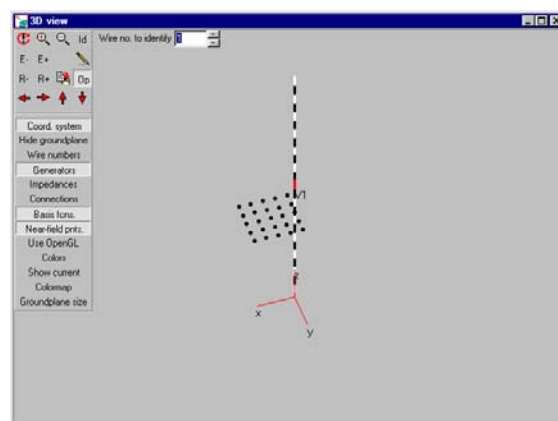 3D view
Id
Wire no. to identify 1
E- E+
R- R+ Op
Coord. system
Hide groundplane
Wire numbers
Generators
Impedances
Connections
Basis fcns.
Near-field pnts.
Use OpenGL
Colors
Show current
Colormap
Groundplane size
V1
z
x
y